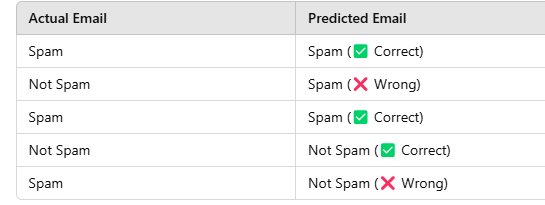 Actual Email Predicted Email
Spam Spam (✅ Correct)
Not Spam Spam (❌ Wrong)
Spam Spam (✅ Correct)
Not Spam Not Spam (✅ Correct)
Spam Not Spam (❌ Wrong)